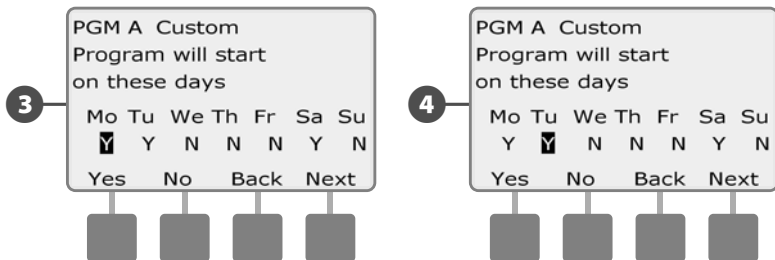 3
PGM A Custom
Program will start
on these days
Mo Tu We Th Fr Sa Su
Y Y N N N Y N
Yes No Back Next
4
PGM A Custom
Program will start
on these days
Mo Tu We Th Fr Sa Su
Y Y N N N Y N
Yes No Back Next